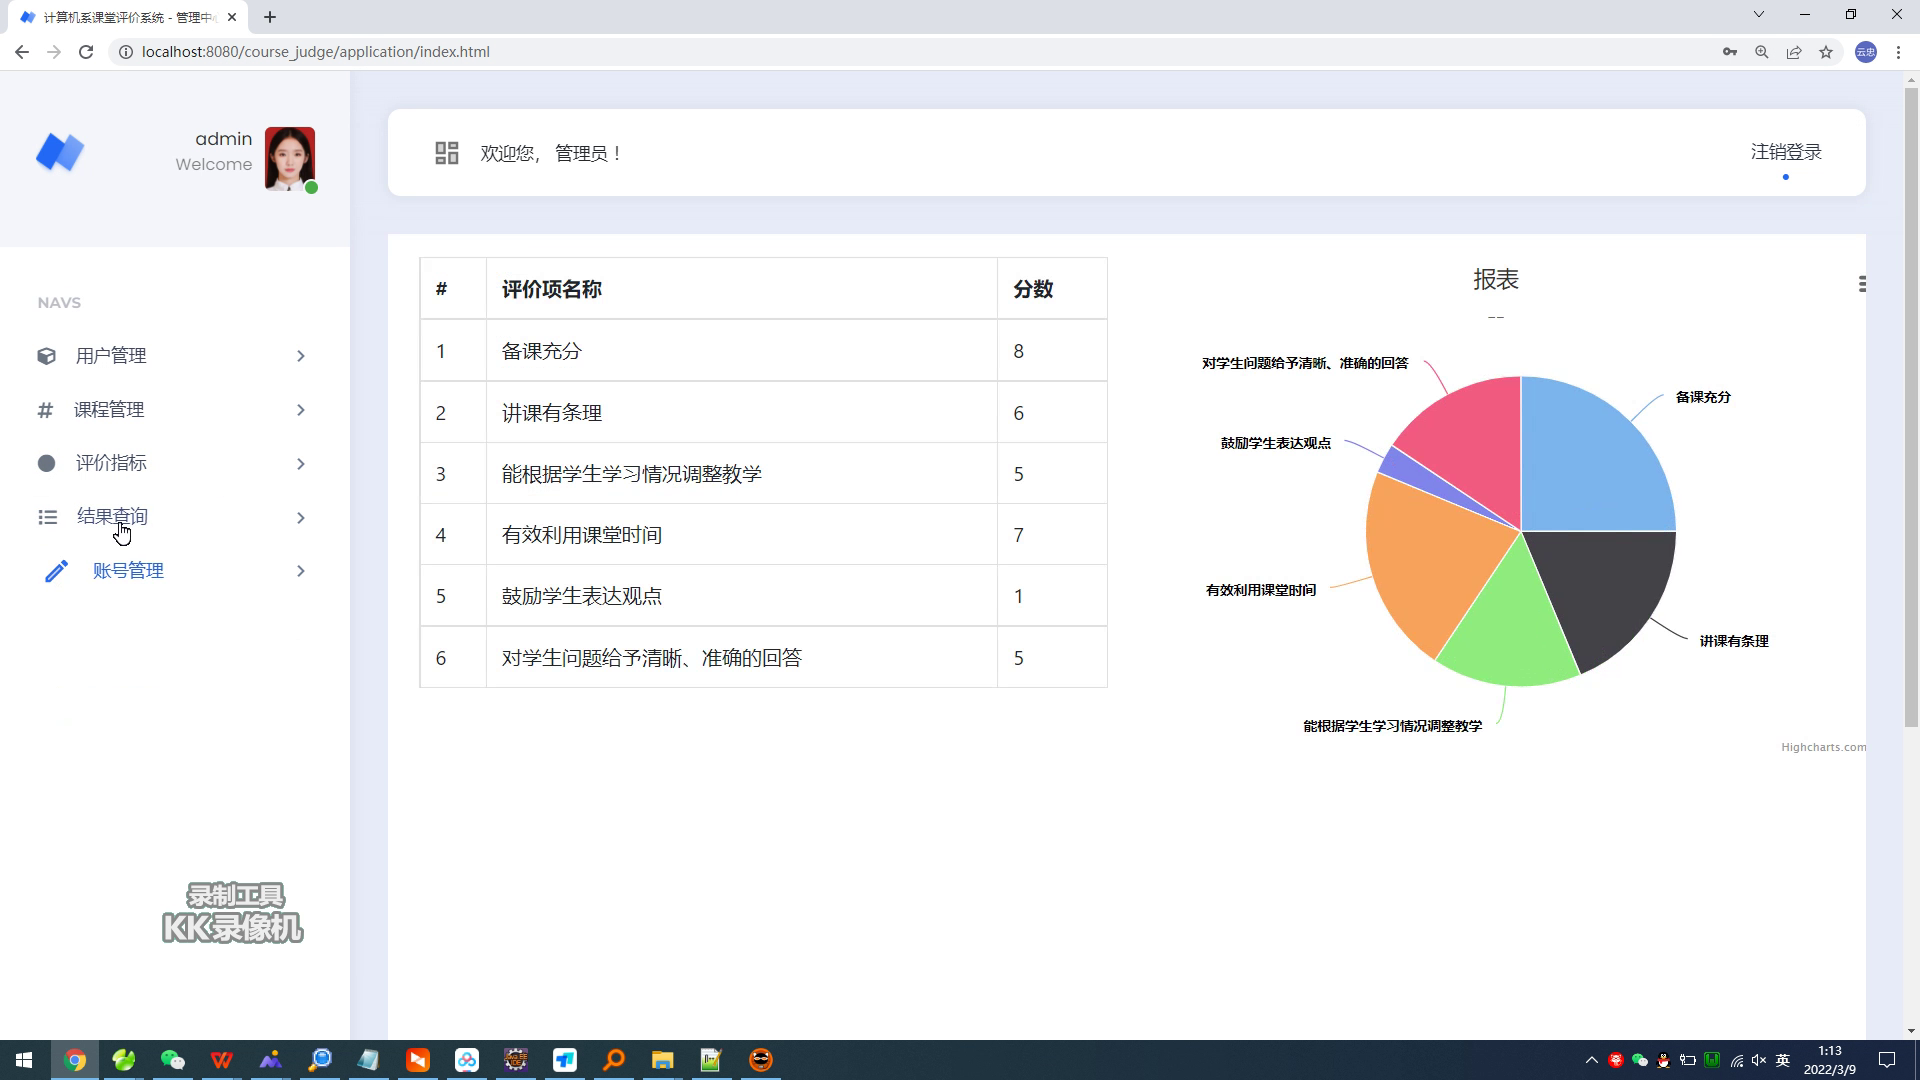 计算机系课堂评价系统 - 管理中
localhost:8080/course_judge/application/index.html
云忠
admin
Welcome
欢迎您， 管理员！
注销登录
NAVS
用户管理
课程管理
评价指标
结果查询
账号管理
# 评价项名称 分数
1 备课充分 8
2 讲课有条理 6
3 能根据学生学习情况调整教学 5
4 有效利用课堂时间 7
5 鼓励学生表达观点 1
6 对学生问题给予清晰、准确的回答 5
报表
--
对学生问题给予清晰、准确的回答
备课充分
鼓励学生表达观点
有效利用课堂时间
讲课有条理
能根据学生学习情况调整教学
Highcharts.com
录制工具
KK录像机
英
1:13
2022/3/9